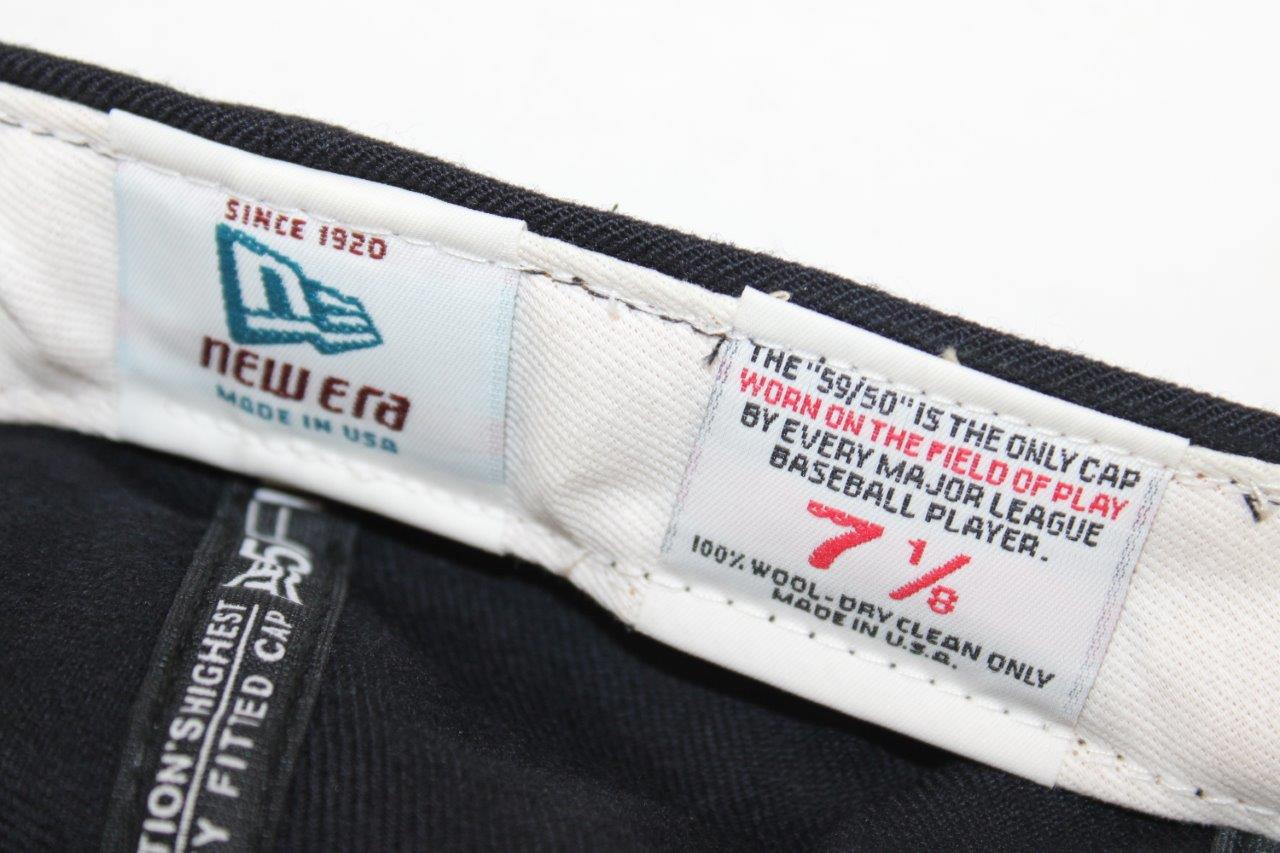 SINCE 1920
NEW ERA
MADE IN USA
THE "59/50" IS THE ONLY CAP
WORN ON THE FIELD OF PLAY
BY EVERY MAJOR LEAGUE
BASEBALL PLAYER.
7 1/8
100% WOOL-DRY CLEAN ONLY
MADE IN U.S.A.
TION'S HIGHEST
Y FITTED CAP
5